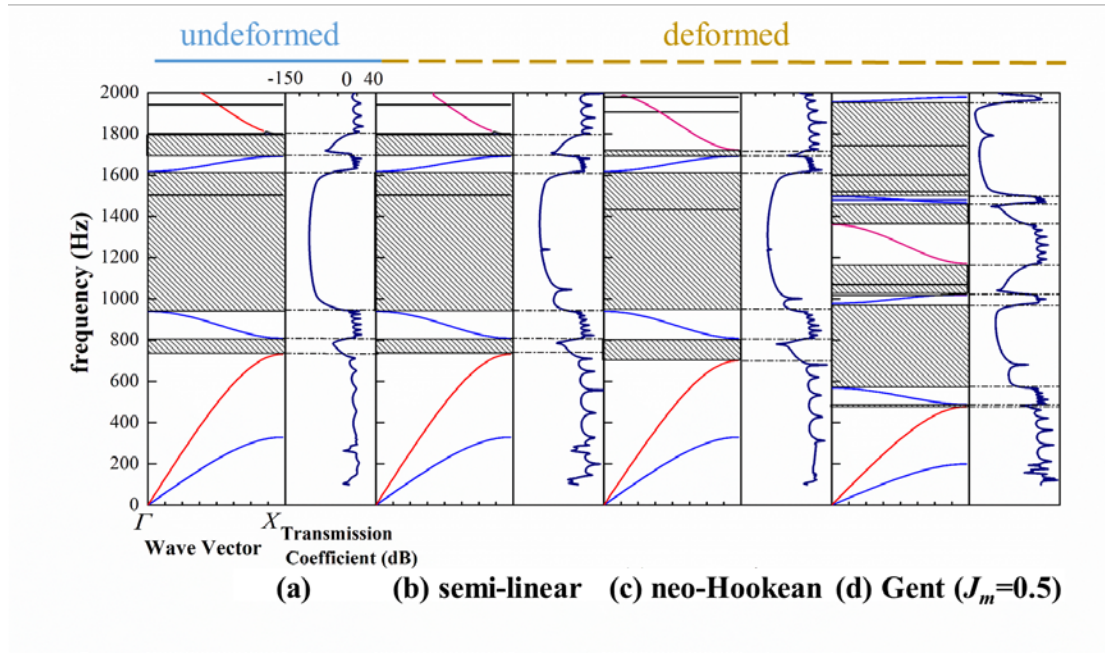 undeformed
deformed
-150 0 40
2000
1800
1600
1400
1200
1000
800
600
400
200
0
frequency (Hz)
Γ X
Wave Vector
Transmission
Coefficient (dB)
(a) (b) semi-linear (c) neo-Hookean (d) Gent (Jm=0.5)